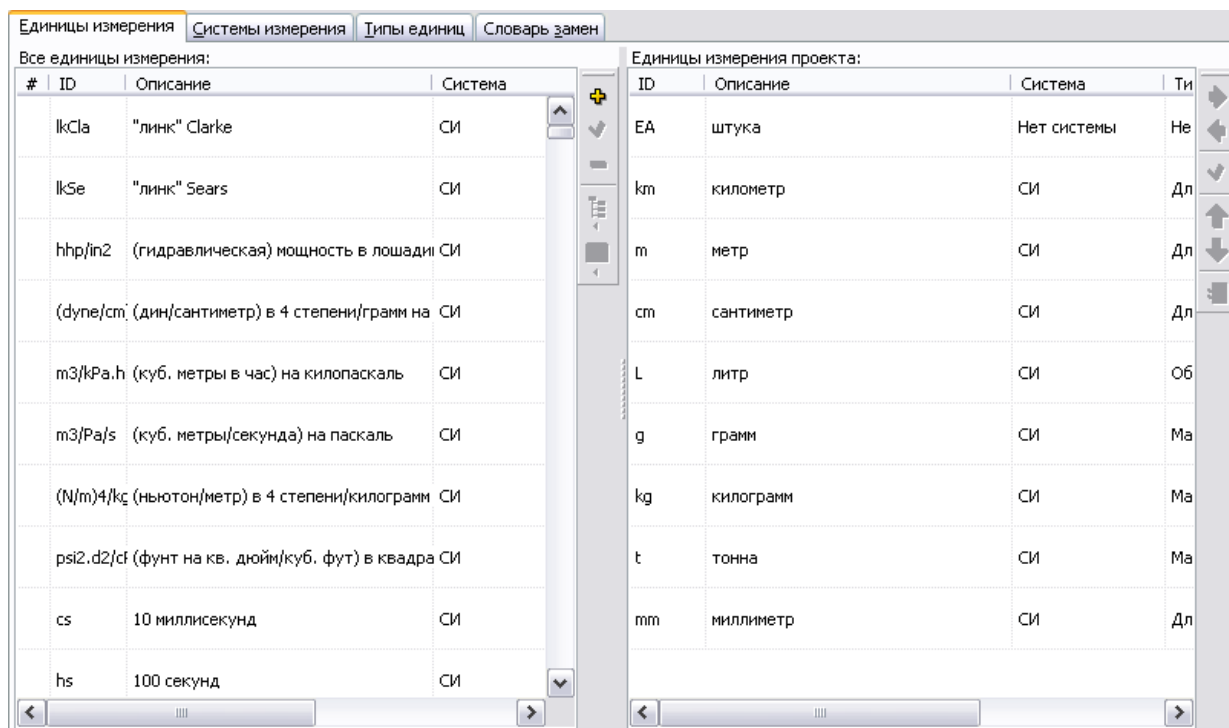 Единицы измерения Системы измерения Типы единиц Словарь замен
Все единицы измерения:
# ID Описание Система
lkCla "линк" Clarke СИ
lkSe "линк" Sears СИ
hhp/in2 (гидравлическая) мощность в лошади СИ
(dyne/cm) (дин/сантиметр) в 4 степени/грамм на СИ
m3/kPa.h (куб. метры в час) на килопаскаль СИ
m3/Pa/s (куб. метры/секунда) на паскаль СИ
(N/m)4/kg (ньютон/метр) в 4 степени/килограмм СИ
psi2.d2/cF (фунт на кв. дюйм/куб. фут) в квадра СИ
cs 10 миллисекунд СИ
hs 100 секунд СИ
Единицы измерения проекта:
ID Описание Система Ти
EA штука Нет системы Не
km километр СИ Дл
m метр СИ Дл
cm сантиметр СИ Дл
L литр СИ Об
g грамм СИ Ма
kg килограмм СИ Ма
t тонна СИ Ма
mm миллиметр СИ Дл